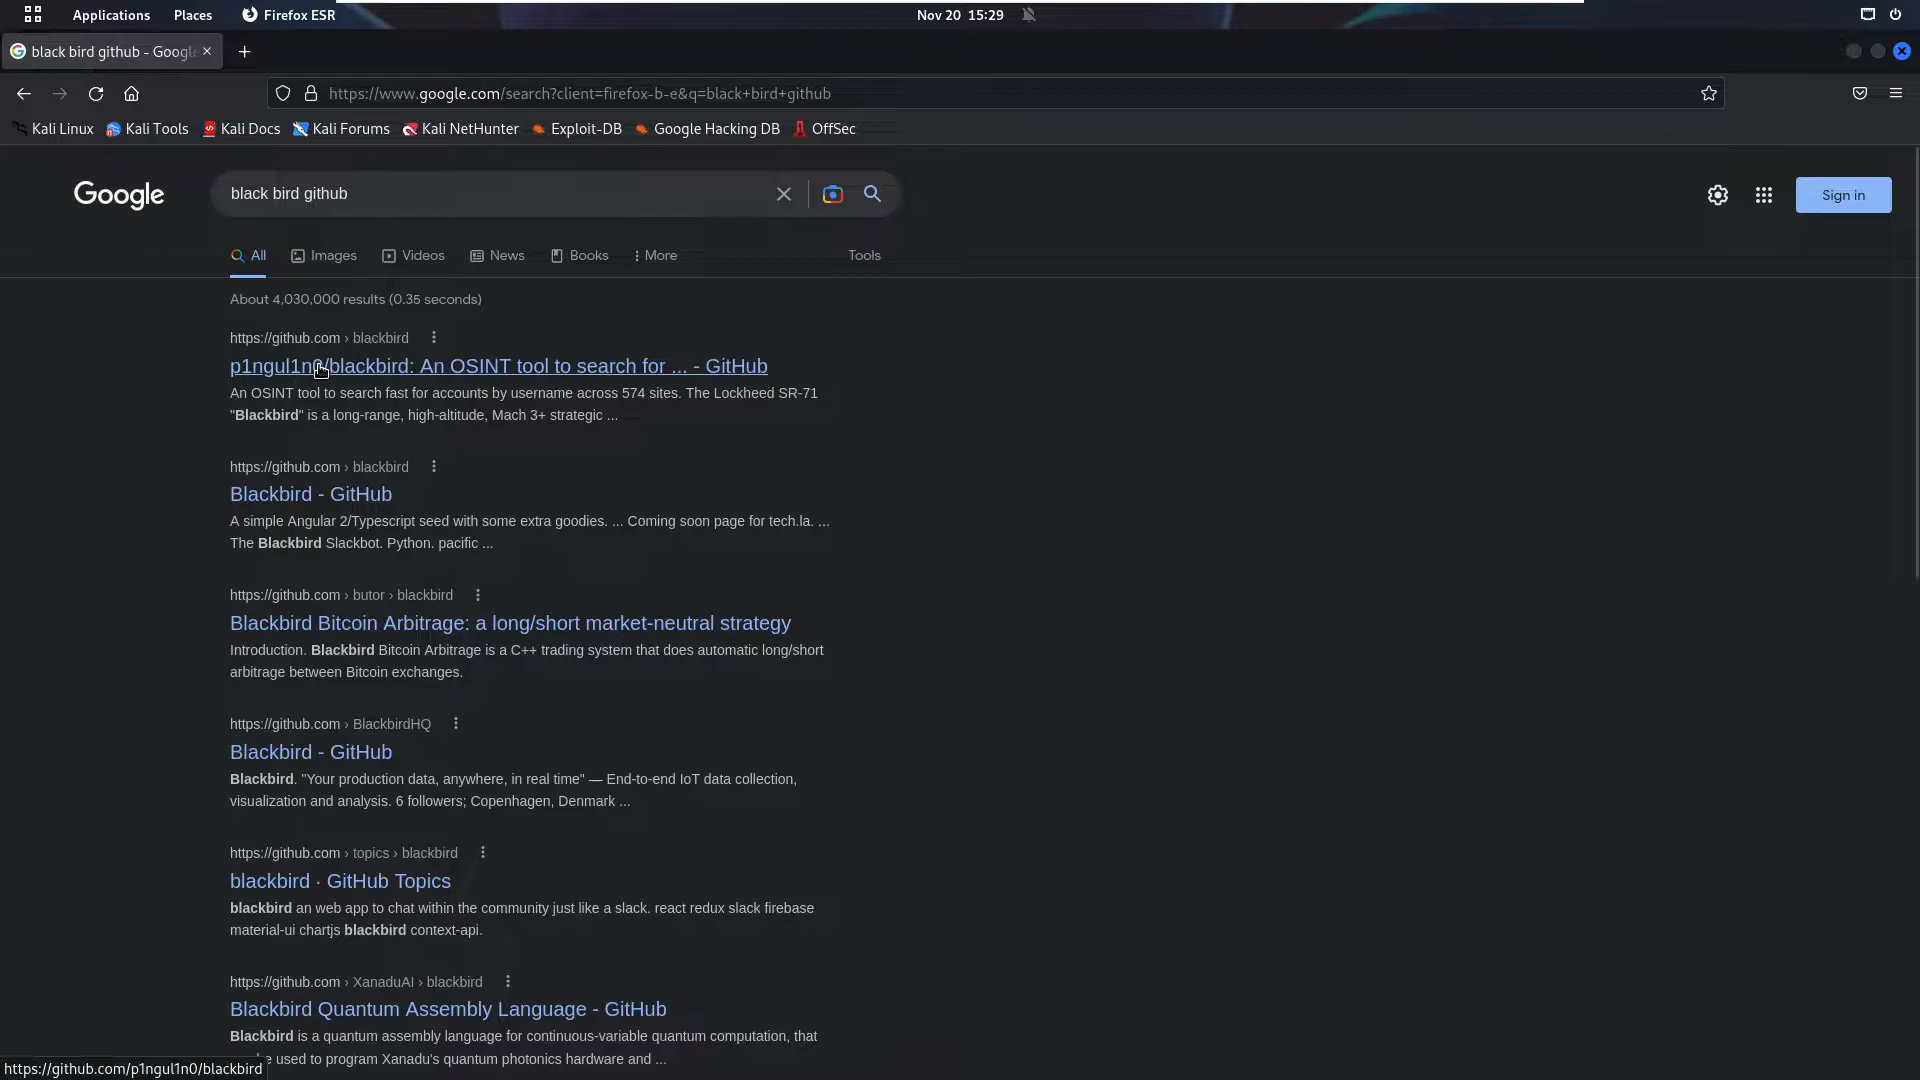 Applications Places Firefox ESR Nov 20 15:29
black bird github - Google
https://www.google.com/search?client=firefox-b-e&q=black+bird+github
Kali Linux Kali Tools Kali Docs Kali Forums Kali NetHunter Exploit-DB Google Hacking DB OffSec
Google black bird github Sign in
All Images Videos News Books More Tools
About 4,030,000 results (0.35 seconds)
https://github.com › blackbird
p1ngul1n0/blackbird: An OSINT tool to search for ... - GitHub
An OSINT tool to search fast for accounts by username across 574 sites. The Lockheed SR-71
"Blackbird" is a long-range, high-altitude, Mach 3+ strategic ...
https://github.com › blackbird
Blackbird - GitHub
A simple Angular 2/Typescript seed with some extra goodies. ... Coming soon page for tech.la. ...
The Blackbird Slackbot. Python. pacific ...
https://github.com › butor › blackbird
Blackbird Bitcoin Arbitrage: a long/short market-neutral strategy
Introduction. Blackbird Bitcoin Arbitrage is a C++ trading system that does automatic long/short
arbitrage between Bitcoin exchanges.
https://github.com › BlackbirdHQ
Blackbird - GitHub
Blackbird. "Your production data, anywhere, in real time" — End-to-end IoT data collection,
visualization and analysis. 6 followers; Copenhagen, Denmark ...
https://github.com › topics › blackbird
blackbird · GitHub Topics
blackbird an web app to chat within the community just like a slack. react redux slack firebase
material-ui chartjs blackbird context-api.
https://github.com › XanaduAI › blackbird
Blackbird Quantum Assembly Language - GitHub
Blackbird is a quantum assembly language for continuous-variable quantum computation, that
used to program Xanadu's quantum photonics hardware and ...
https://github.com/p1ngul1n0/blackbird